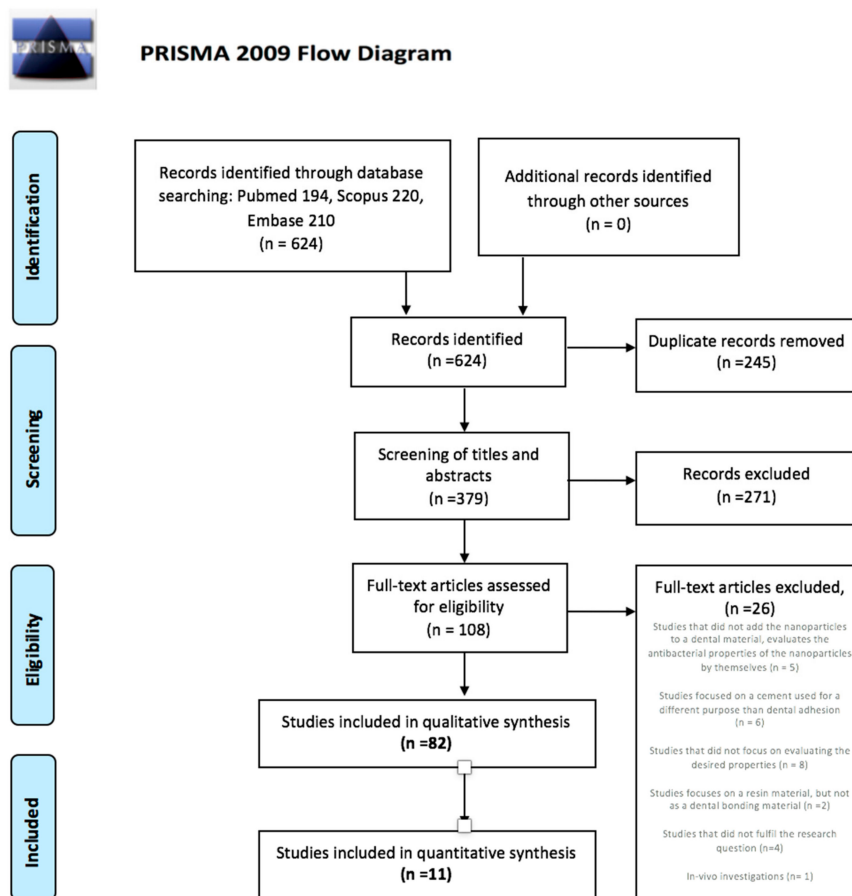 PRISMA
PRISMA 2009 Flow Diagram
Identification
Records identified through database
searching: Pubmed 194, Scopus 220,
Embase 210
(n = 624)
Additional records identified
through other sources
(n = 0)
Records identified
(n =624)
Duplicate records removed
(n =245)
Screening
Screening of titles and
abstracts
(n =379)
Records excluded
(n =271)
Eligibility
Full-text articles assessed
for eligibility
(n = 108)
Full-text articles excluded,
(n =26)
Studies that did not add the nanoparticles
to a dental material, evaluates the
antibacterial properties of the nanoparticles
by themselves (n = 5)
Studies focused on a cement used for a
different purpose than dental adhesion
(n = 6)
Studies that did not focus on evaluating the
desired properties (n = 8)
Studies focuses on a resin material, but not
as a dental bonding material (n =2)
Studies that did not fulfil the research
question (n=4)
In-vivo investigations (n= 1)
Studies included in qualitative synthesis
(n =82)
Included
Studies included in quantitative synthesis
(n =11)